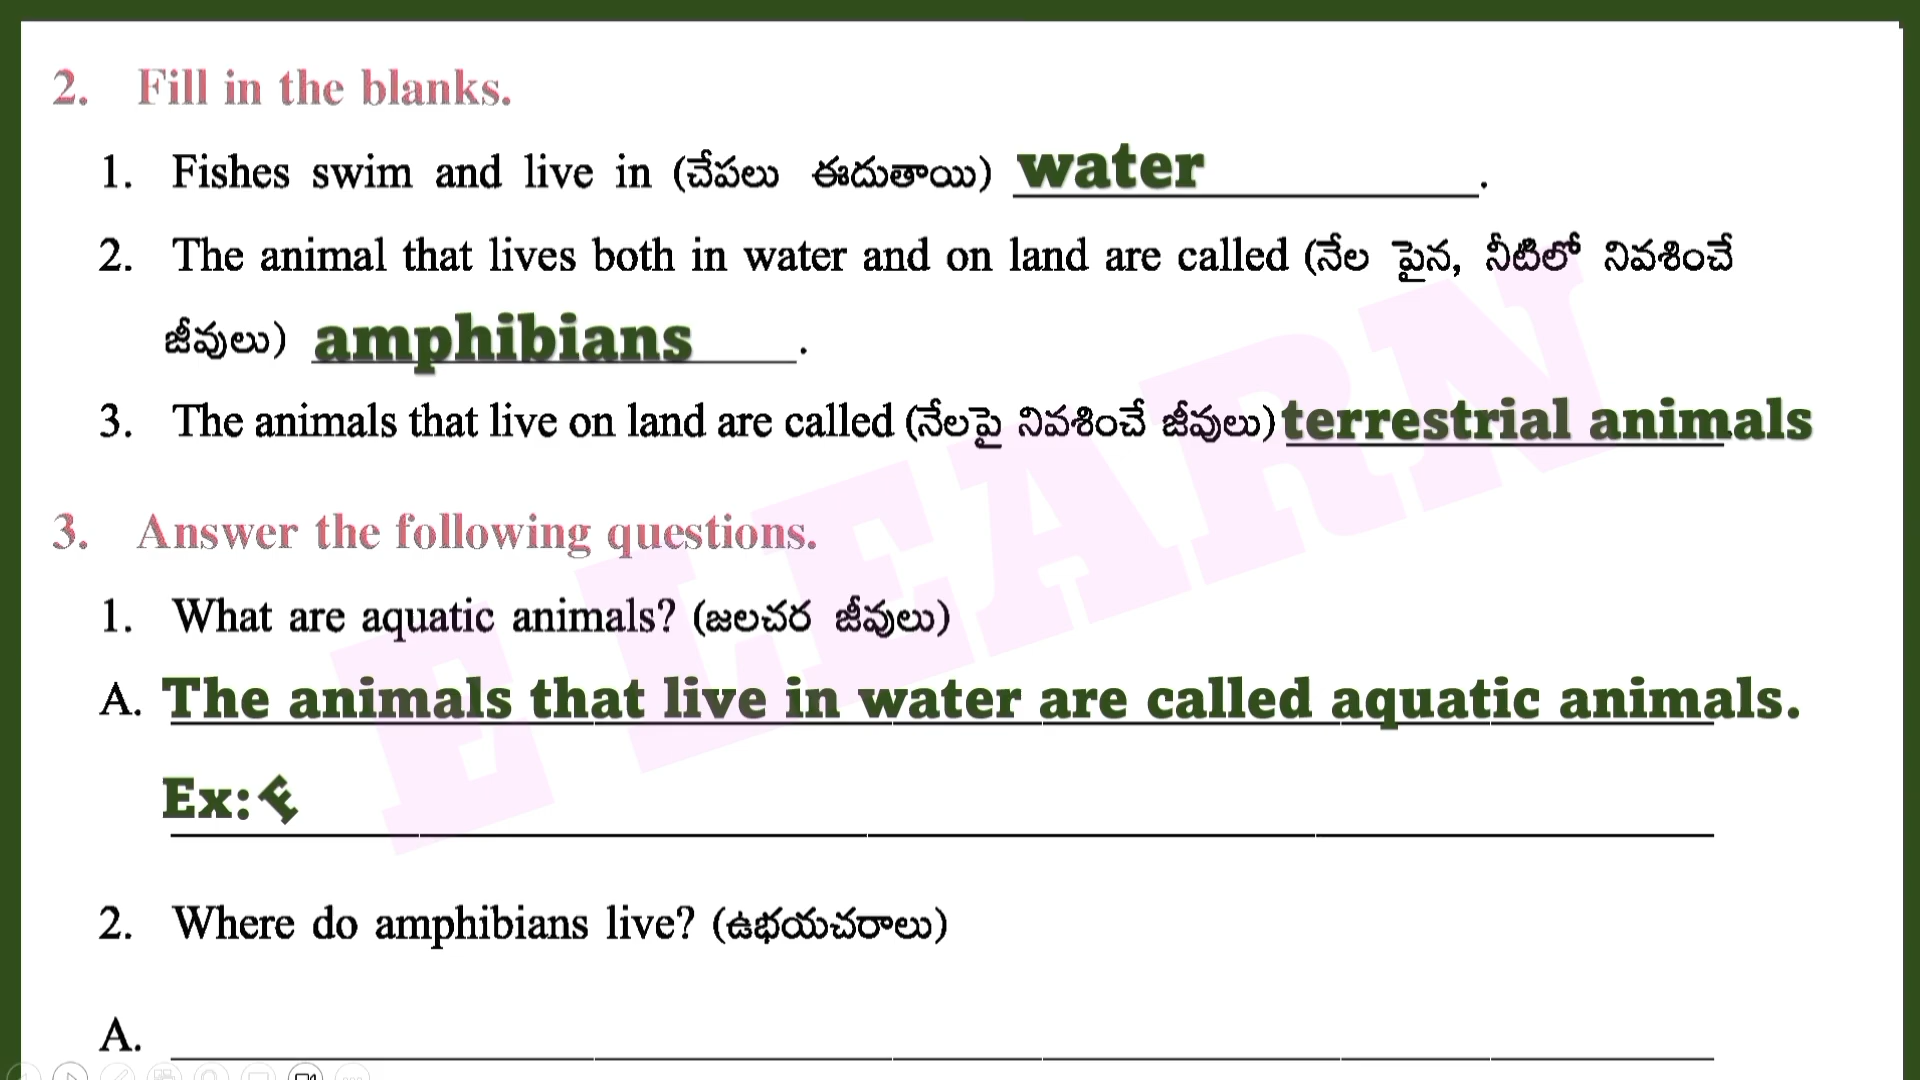 2. Fill in the blanks.
1. Fishes swim and live in (చేపలు ఈదుతాయి) water.
2. The animal that lives both in water and on land are called (నేల పైన, నీటిలో నివశించే
జీవులు) amphibians.
3. The animals that live on land are called (నేలపై నివశించే జీవులు) terrestrial animals
3. Answer the following questions.
1. What are aquatic animals? (జలచర జీవులు)
A. The animals that live in water are called aquatic animals.
Ex:
2. Where do amphibians live? (ఉభయచరాలు)
A.
E LEARN